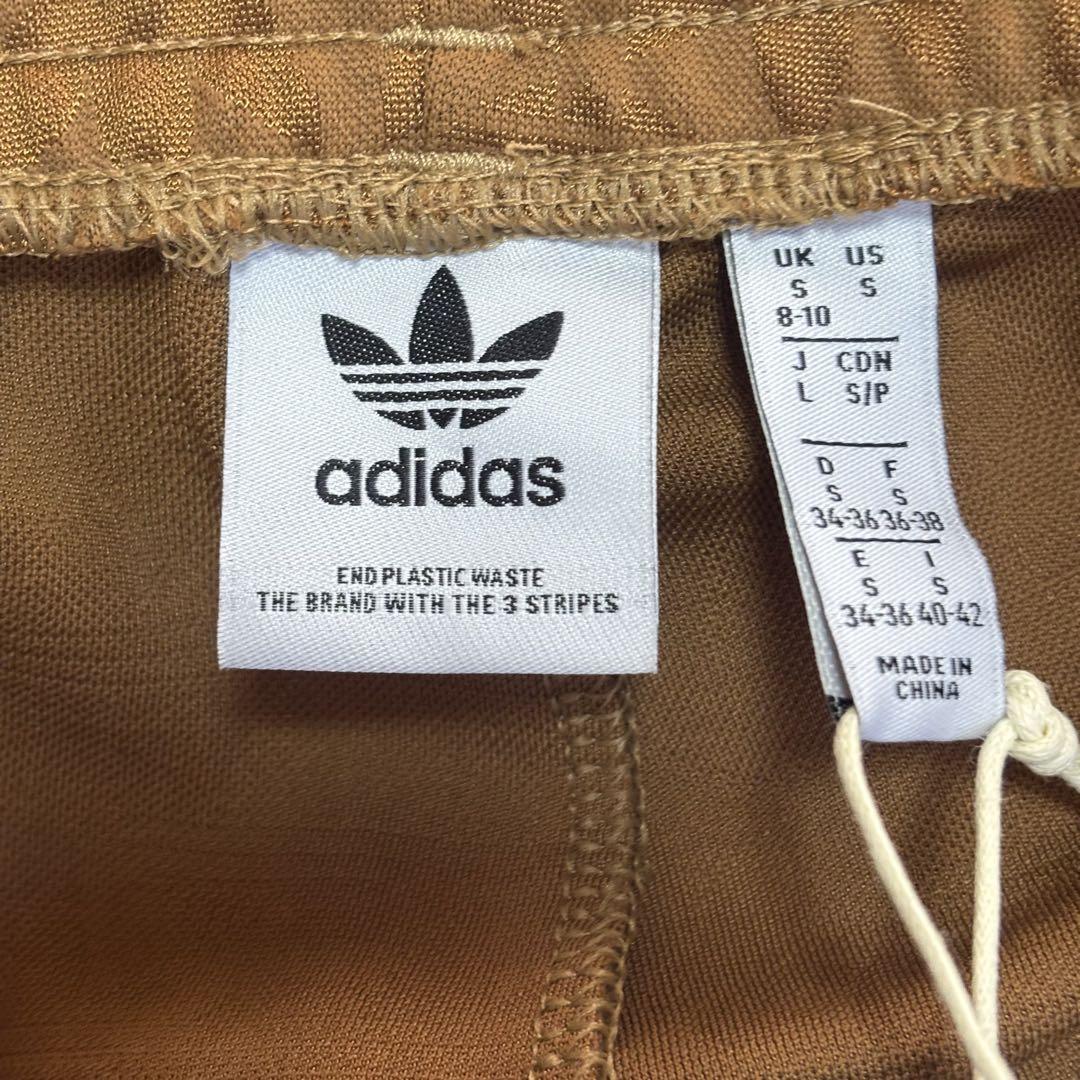 adidas
END PLASTIC WASTE
THE BRAND WITH THE 3 STRIPES
UK US
S S
8-10
J CDN
L S/P
D F
S S
34-36 36-38
E I
S S
34-36 40-42
MADE IN
CHINA